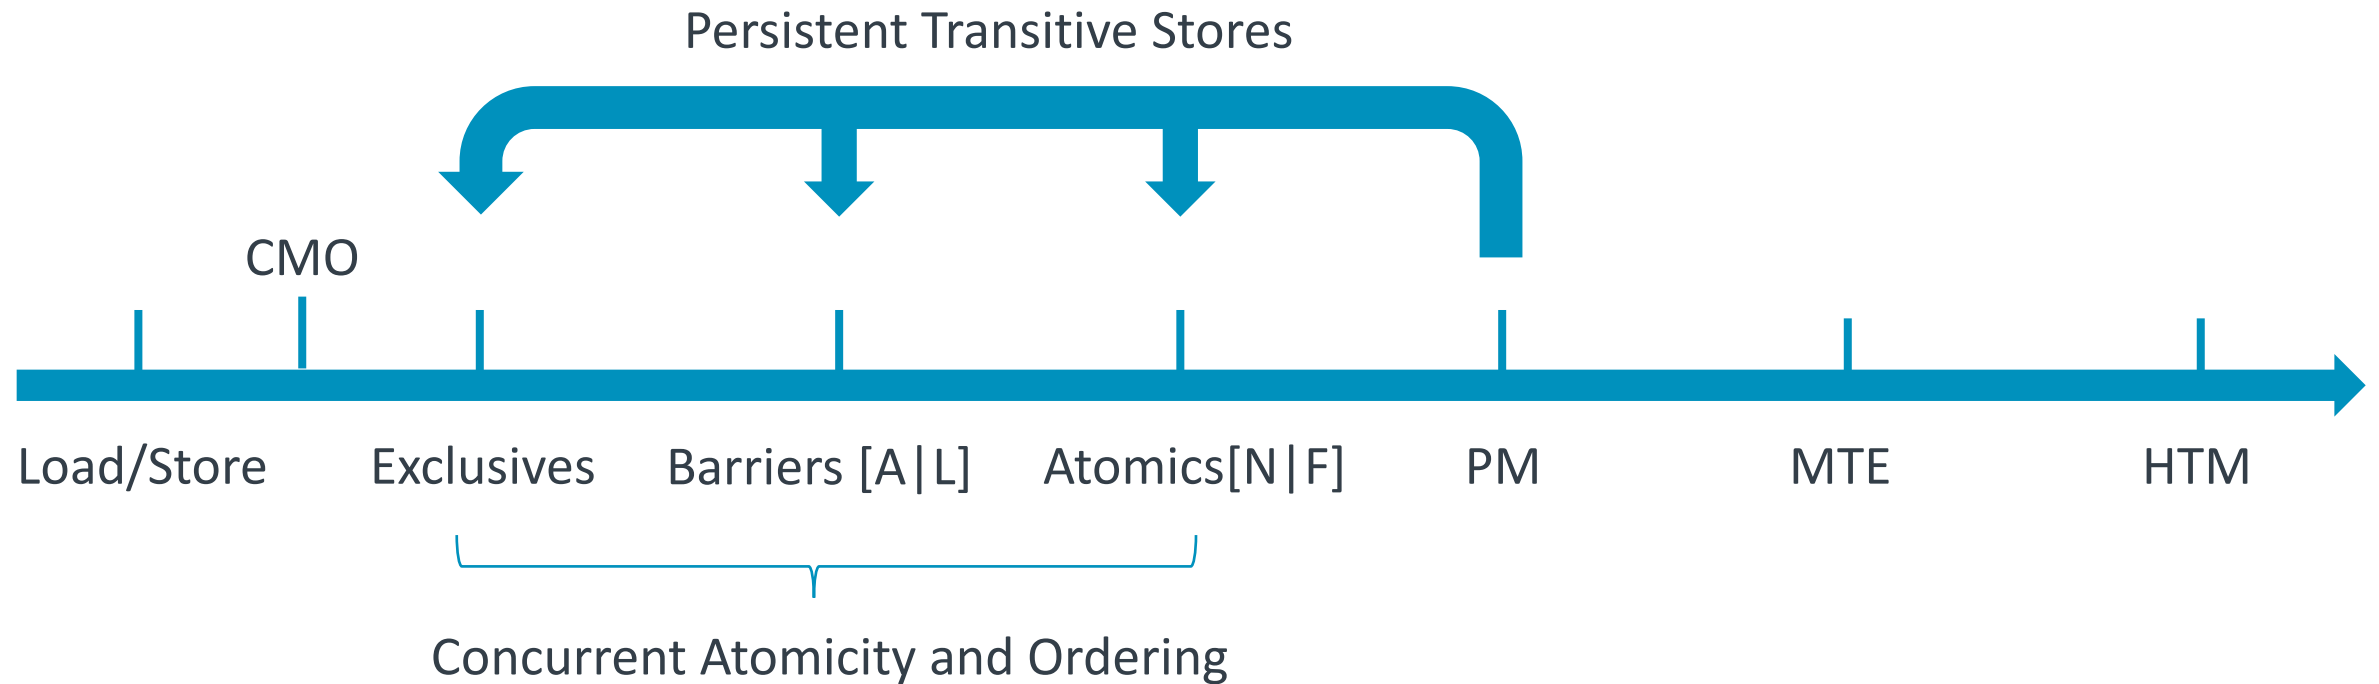 Persistent Transitive Stores
CMO
Load/Store
Exclusives
Barriers [A|L]
Atomics[N|F]
PM
MTE
HTM
Concurrent Atomicity and Ordering